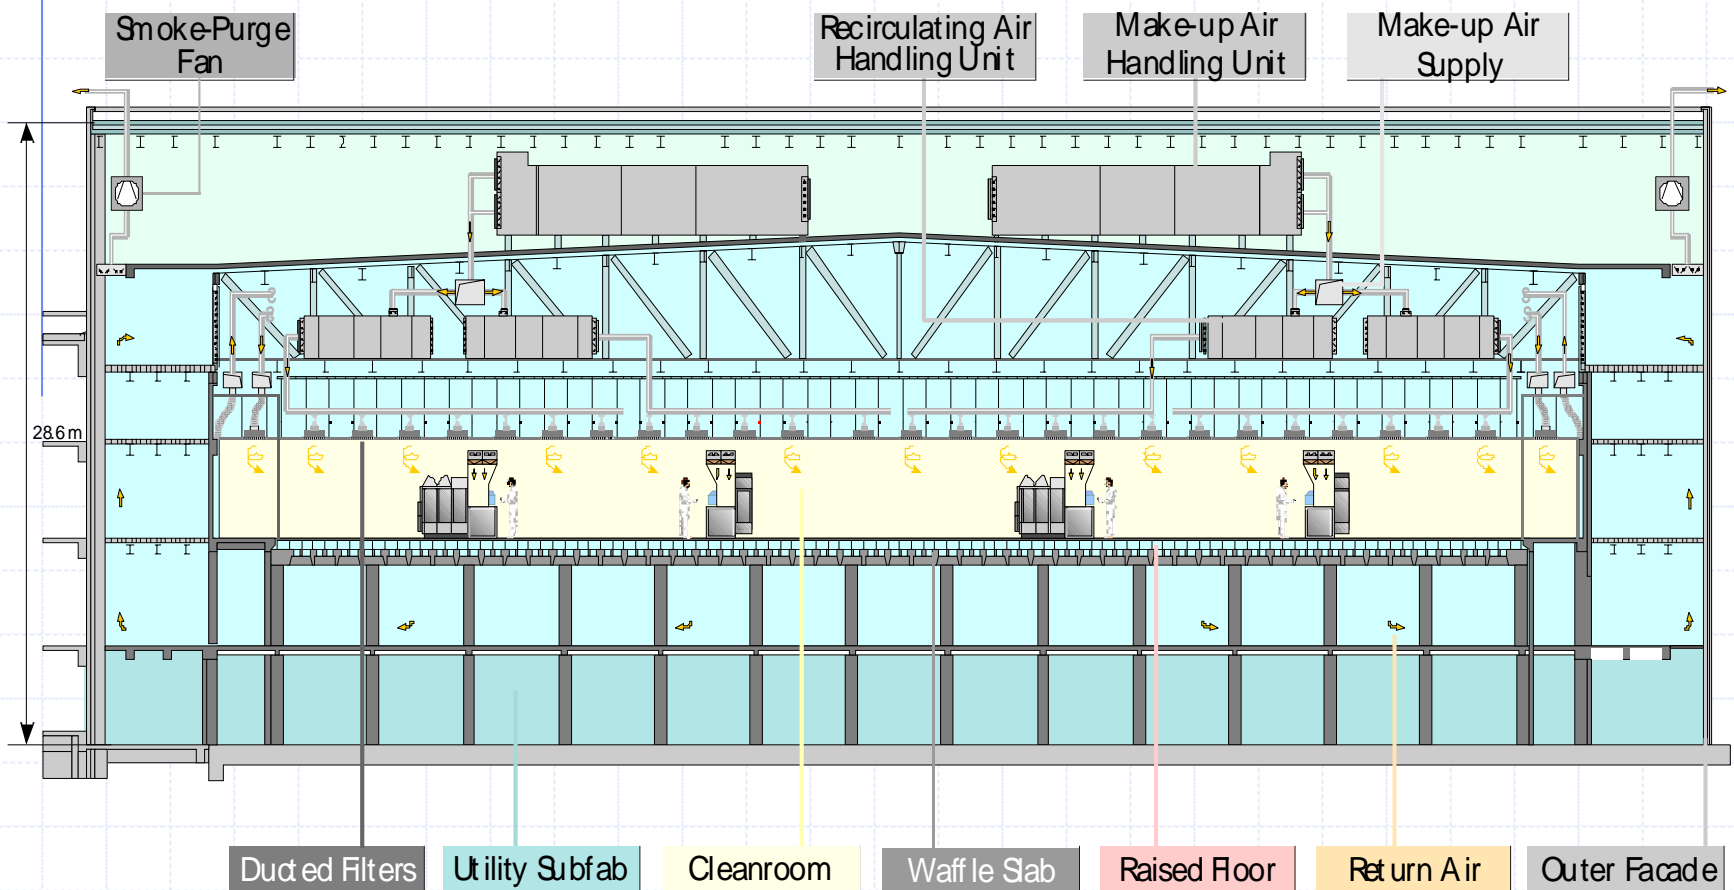 Smoke-Purge
Fan
Recirculating Air
Handling Unit
Make-up Air
Handling Unit
Make-up Air
Supply
28.6 m
Ducted Filters
Utility Subfab
Cleanroom
Waffle Slab
Raised Floor
Return Air
Outer Facade